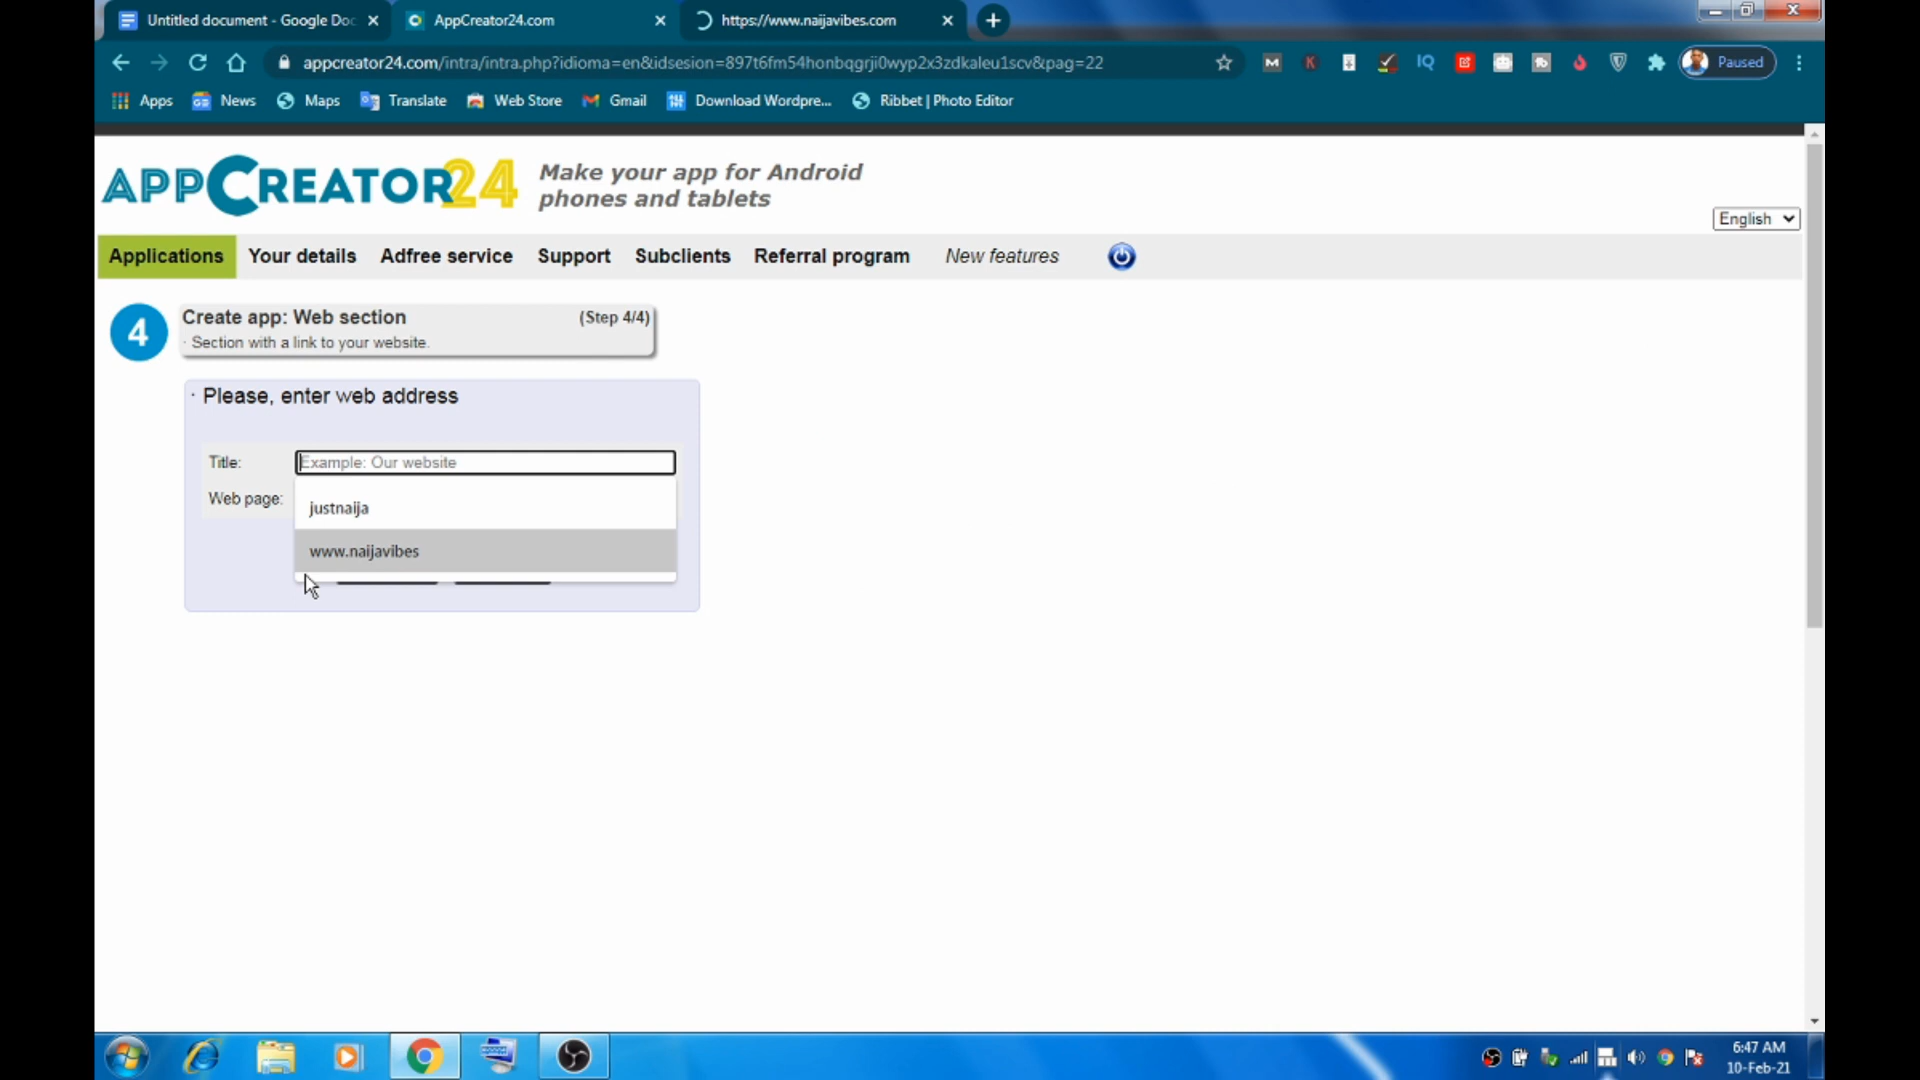 Untitled document - Google Doc
AppCreator24.com
https://www.naijavibes.com
appcreator24.com/intra/intra.php?idioma=en&idsesion=897t6fm54honbqgrji0wyp2x3zdkaleu1scv&pag=22
Paused
Apps
News
Maps
Translate
Web Store
Gmail
Download Wordpre...
Ribbet | Photo Editor
APPCREATOR24
Make your app for Android
phones and tablets
English
Applications
Your details
Adfree service
Support
Subclients
Referral program
New features
4
Create app: Web section
(Step 4/4)
· Section with a link to your website.
· Please, enter web address
Title:
Example: Our website
Web page:
justnaija
www.naijavibes
6:47 AM
10-Feb-21